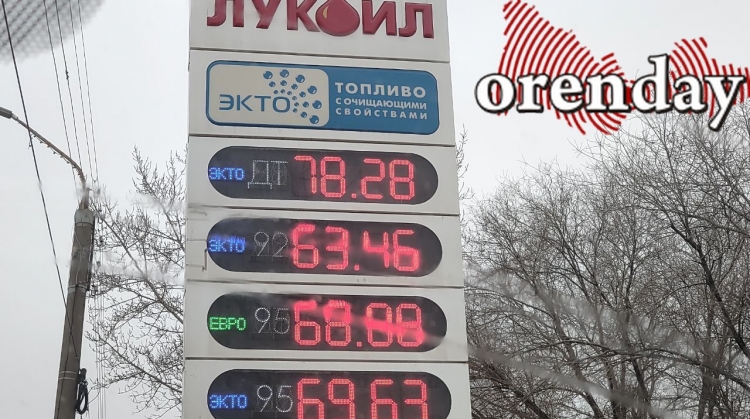 ЛУКОЙЛ
ЭКТО
ТОПЛИВО
С ОЧИЩАЮЩИМИ
СВОЙСТВАМИ
orenday
ЭКТО ДТ 78.28
ЭКТО 92 63.46
ЕВРО 95
ЭКТО 95 69.63